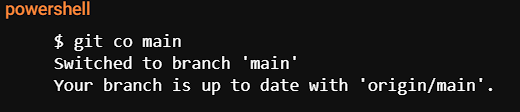 powershell
$ git co main
Switched to branch 'main'
Your branch is up to date with 'origin/main'.